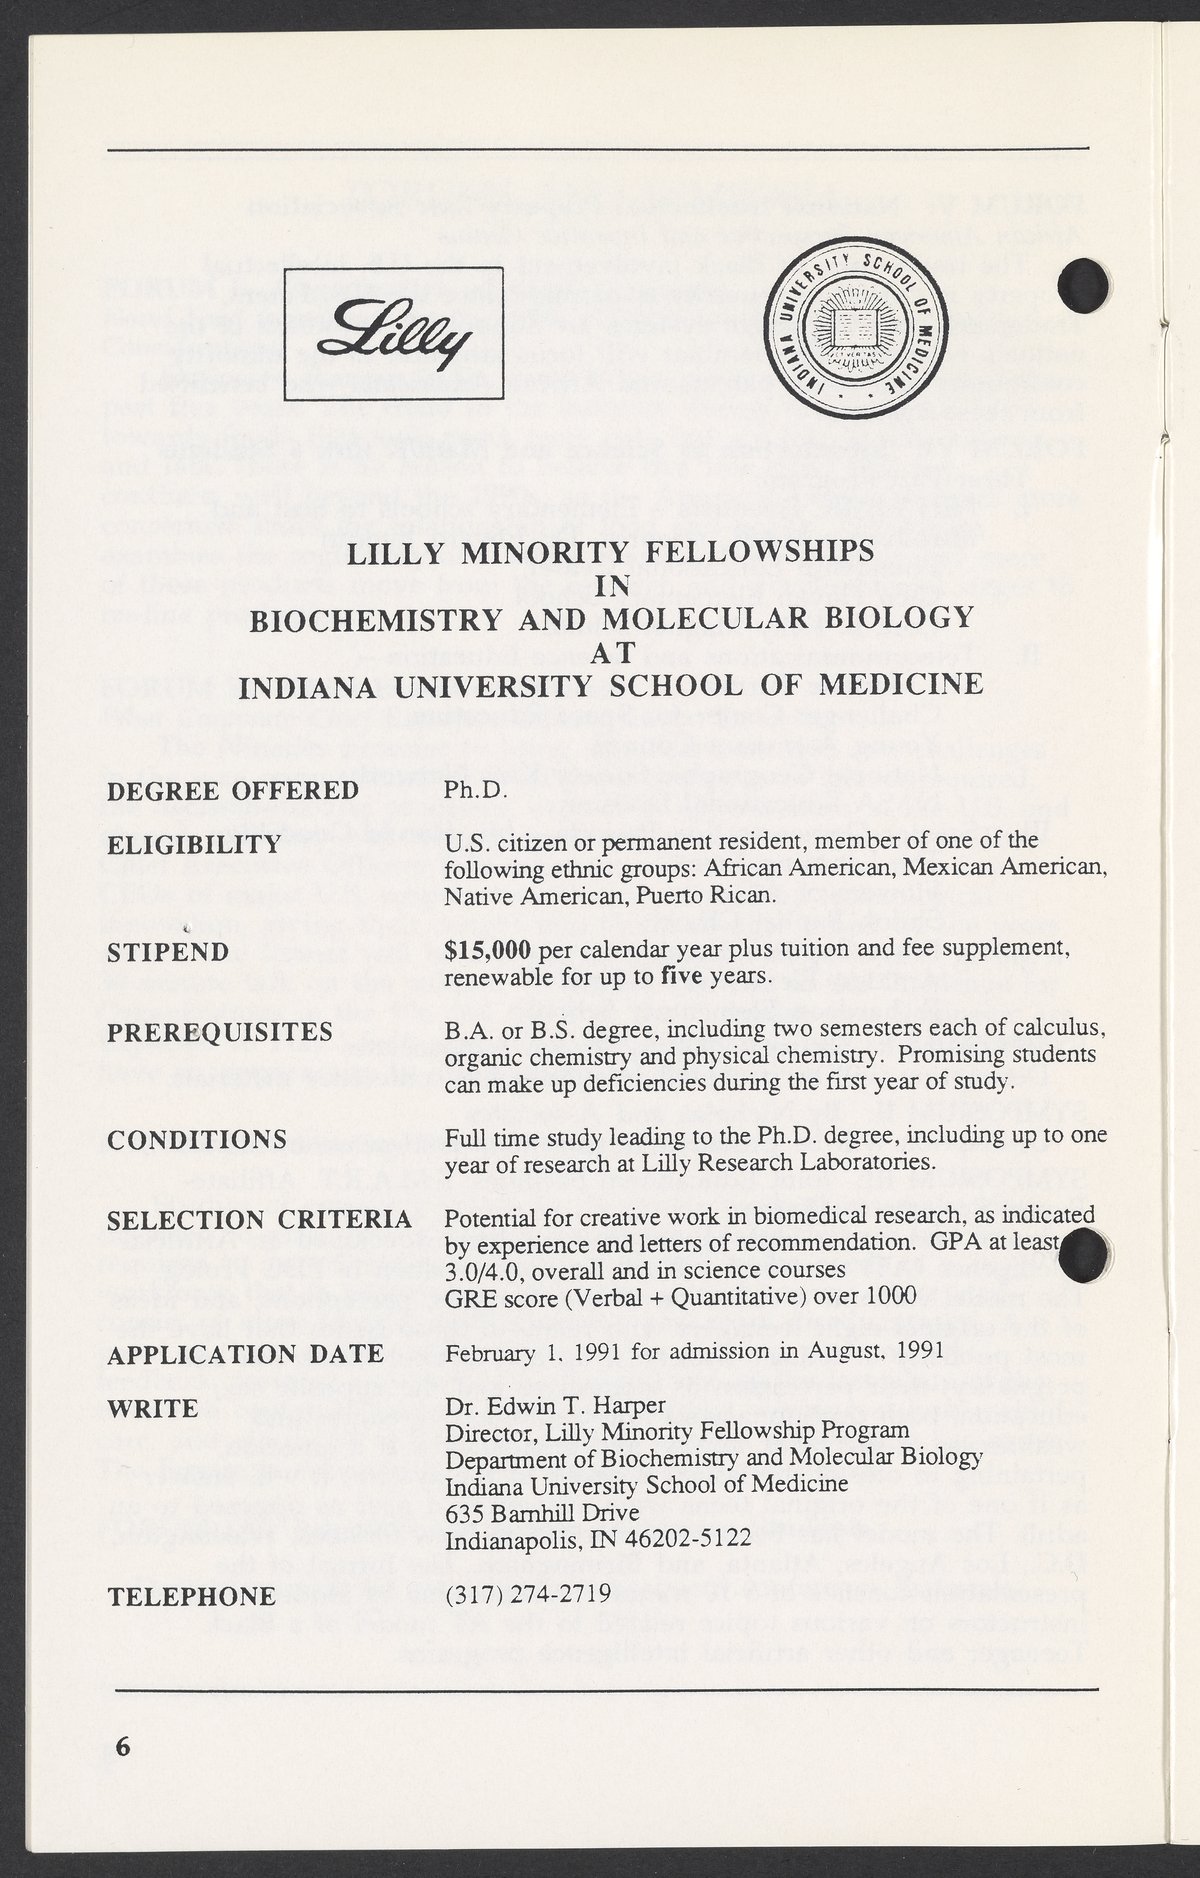 Lilly
INDIANA UNIVERSITY SCHOOL OF MEDICINE
LILLY MINORITY FELLOWSHIPS
IN
BIOCHEMISTRY AND MOLECULAR BIOLOGY
AT
INDIANA UNIVERSITY SCHOOL OF MEDICINE
DEGREE OFFERED Ph.D.
ELIGIBILITY U.S. citizen or permanent resident, member of one of the
following ethnic groups: African American, Mexican American,
Native American, Puerto Rican.
STIPEND $15,000 per calendar year plus tuition and fee supplement,
renewable for up to five years.
PREREQUISITES B.A. or B.S. degree, including two semesters each of calculus,
organic chemistry and physical chemistry. Promising students
can make up deficiencies during the first year of study.
CONDITIONS Full time study leading to the Ph.D. degree, including up to one
year of research at Lilly Research Laboratories.
SELECTION CRITERIA Potential for creative work in biomedical research, as indicated
by experience and letters of recommendation. GPA at least
3.0/4.0, overall and in science courses
GRE score (Verbal + Quantitative) over 1000
APPLICATION DATE February 1, 1991 for admission in August, 1991
WRITE Dr. Edwin T. Harper
Director, Lilly Minority Fellowship Program
Department of Biochemistry and Molecular Biology
Indiana University School of Medicine
635 Barnhill Drive
Indianapolis, IN 46202-5122
TELEPHONE (317) 274-2719
6